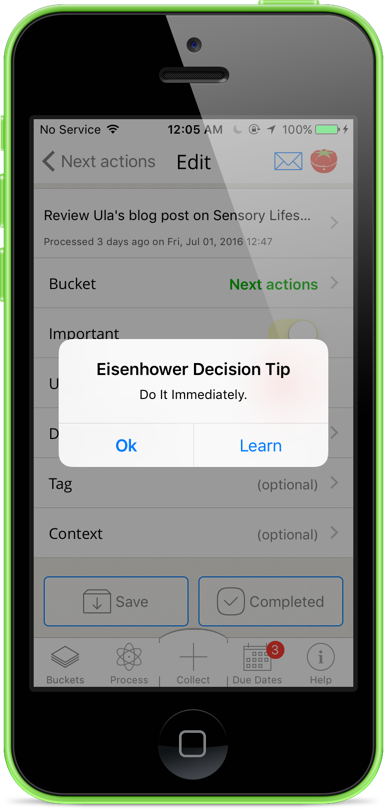 No Service 12:05 AM 100%
Next actions Edit
Review Ula's blog post on Sensory Lifes...
Processed 3 days ago on Fri, Jul 01, 2016 12:47
Bucket Next actions
Important
Eisenhower Decision Tip
Do It Immediately.
U
D
Ok Learn
Tag (optional)
Context (optional)
Save Completed
3
Buckets Process Collect Due Dates Help